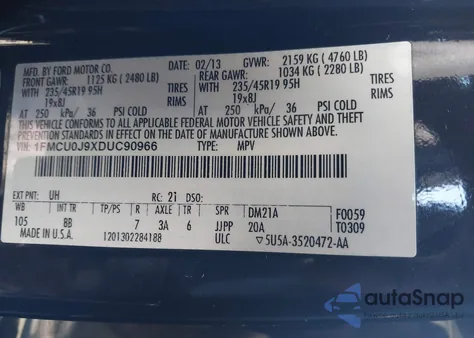 MFD. BY FORD MOTOR CO. 02/13 GVWR: 2159 KG ( 4760 LB)
FRONT GAWR: 1125 KG ( 2480 LB) REAR GAWR: 1034 KG ( 2280 LB)
WITH 235/45R19 95H TIRES WITH 235/45R19 95H TIRES
19x8J RIMS 19x8J RIMS
AT 250 kPa/ 36 PSI COLD AT 250 kPa/ 36 PSI COLD
THIS VEHICLE CONFORMS TO ALL APPLICABLE FEDERAL MOTOR VEHICLE
SAFETY AND THEFT PREVENTION STANDARDS IN EFFECT ON THE DATE OF
MANUFACTURE SHOWN ABOVE.
VIN: 1FMCU0J9XDUC90966 TYPE: MPV
EXT PNT: UH RC: 21 DSO:
WB INT TR TP/PS R AXLE TR SPR DM21A F0059
105 8B 7 3A 6 JJPP 20A T0309
MADE IN U.S.A. 1201302284188 ULC 5U5A-3520472-AA
autoSnap